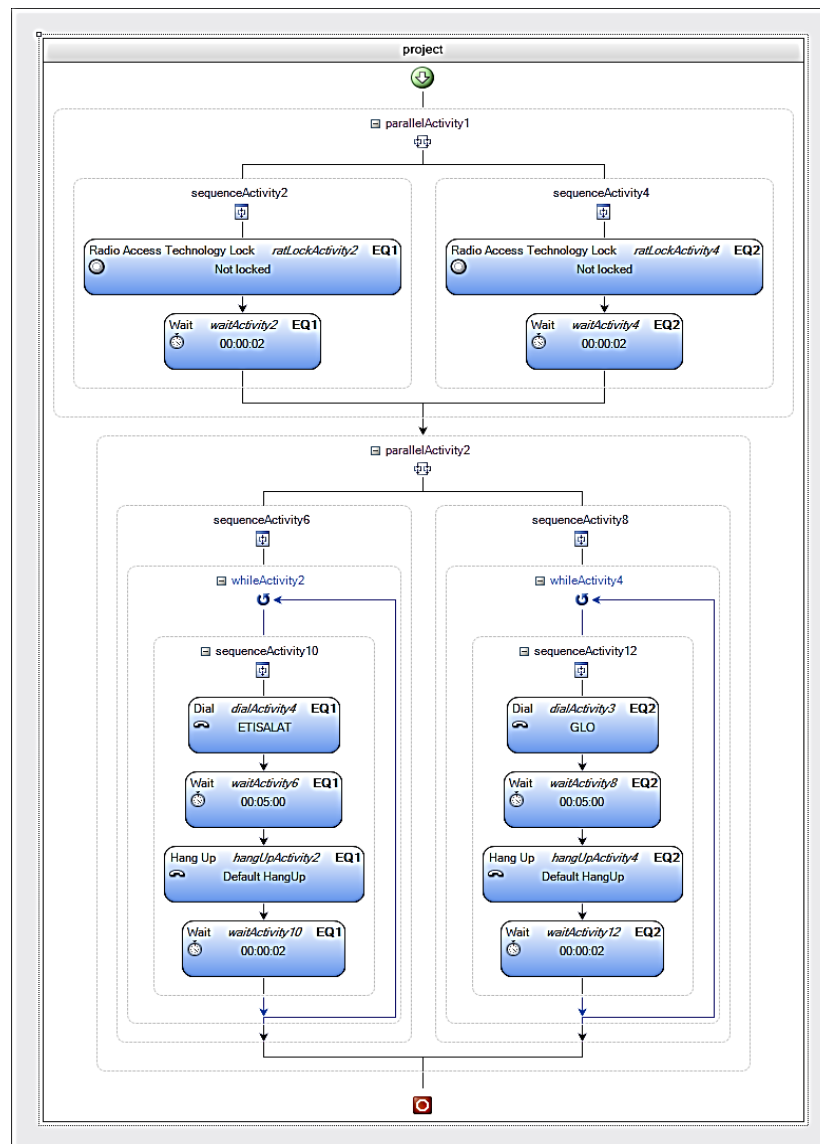 project
parallelActivity1
sequenceActivity2
sequenceActivity4
Radio Access Technology Lock ratLockActivity2 EQ1
Not locked
Radio Access Technology Lock ratLockActivity4 EQ2
Not locked
Wait waitActivity2 EQ1
00:00:02
Wait waitActivity4 EQ2
00:00:02
parallelActivity2
sequenceActivity6
sequenceActivity8
whileActivity2
whileActivity4
sequenceActivity10
sequenceActivity12
Dial dialActivity4 EQ1
ETISALAT
Dial dialActivity3 EQ2
GLO
Wait waitActivity6 EQ1
00:05:00
Wait waitActivity8 EQ2
00:05:00
Hang Up hangUpActivity2 EQ1
Default HangUp
Hang Up hangUpActivity4 EQ2
Default HangUp
Wait waitActivity10 EQ1
00:00:02
Wait waitActivity12 EQ2
00:00:02